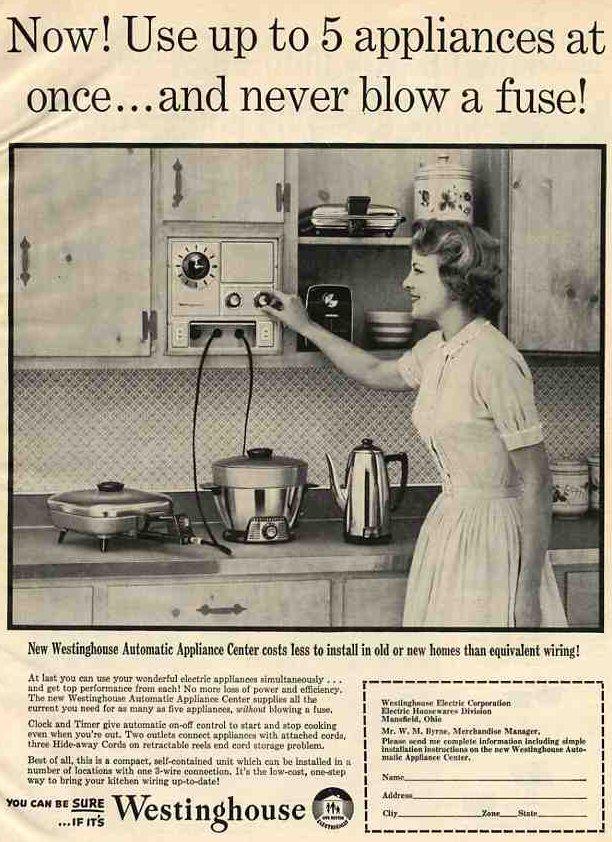 Now! Use up to 5 appliances at
once...and never blow a fuse!
New Westinghouse Automatic Appliance Center costs less to install in old or new homes than equivalent wiring!
At last you can use your wonderful electric appliances simultaneously . . .
and get top performance from each! No more loss of power and efficiency.
The new Westinghouse Automatic Appliance Center supplies all the
current you need for as many as five appliances, without blowing a fuse.
Clock and Timer give automatic on-off control to start and stop cooking
even when you're out. Two outlets connect appliances with attached cords,
three Hide-away Cords on retractable reels end cord storage problem.
Best of all, this is a compact, self-contained unit which can be installed in a
number of locations with one 3-wire connection. It's the low-cost, one-step
way to bring your kitchen wiring up-to-date!
YOU CAN BE SURE
...IF IT'S
Westinghouse
Westinghouse Electric Corporation
Electric Housewares Division
Mansfield, Ohio
Mr. W. M. Byrne, Merchandise Manager,
Please send me complete information including simple
installation instructions on the new Westinghouse Auto-
matic Appliance Center.
Name
Address
City Zone State